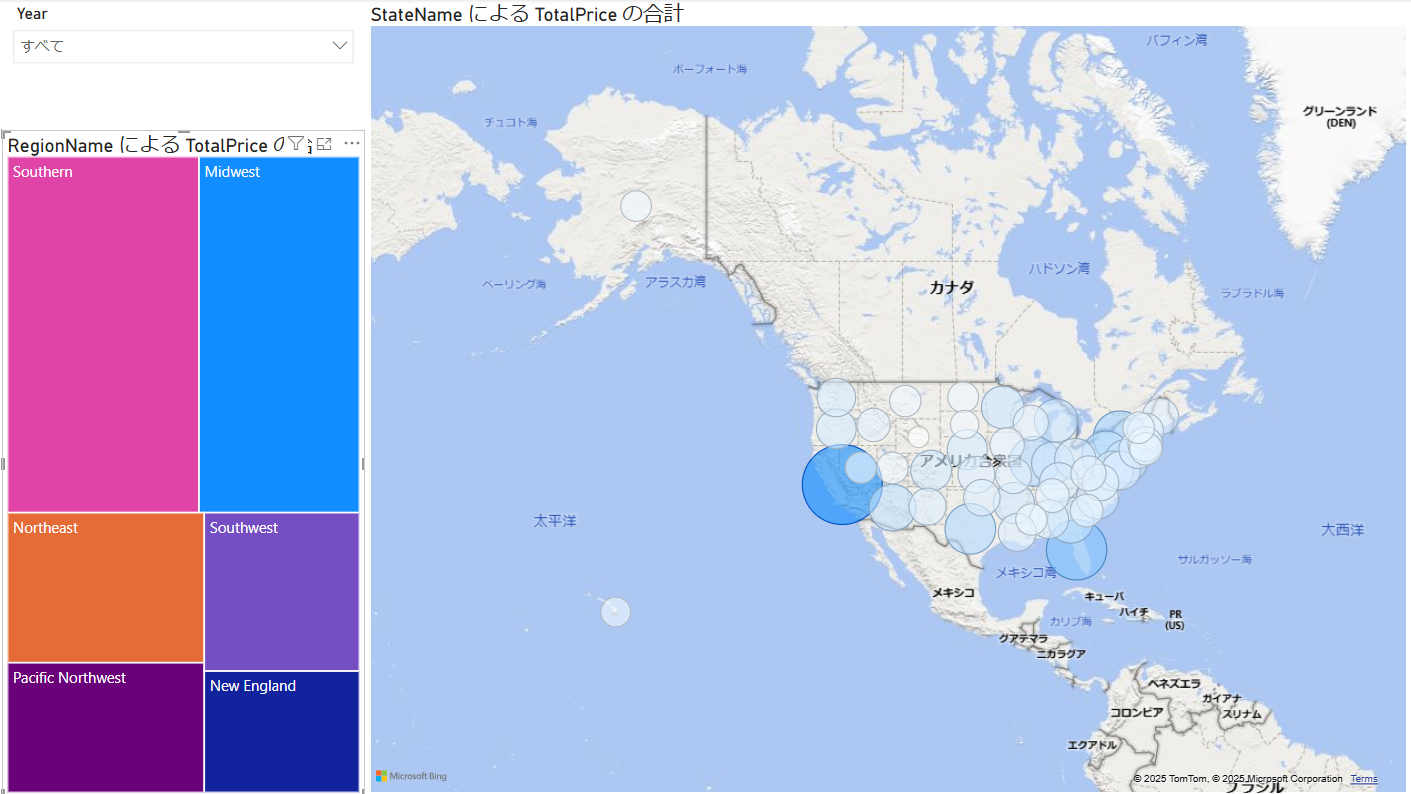 Year
すべて
RegionName による TotalPrice の
Southern
Midwest
Northeast
Southwest
Pacific Northwest
New England
StateName による TotalPrice の合計
バフィン湾
ボーフォート海
グリーンランド
(DEN)
チュコト海
ハドソン湾
ベーリング海
アラスカ湾
カナダ
ラブラドル海
アメリカ合衆国
太平洋
大西洋
サルガッソー海
メキシコ湾
メキシコ
キューバ
ハイチ
PR
(US)
カリブ海
グアテマラ
ニカラグア
ベネズエラ
ガイアナ
コロンビア
スリナム
エクアドル
ブラジル
Microsoft Bing
© 2025 TomTom, © 2025 Microsoft Corporation Terms